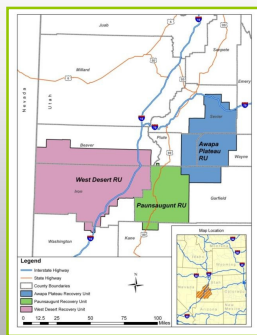 Juab
Millard
Sanpete
Emery
Nevada
Utah
Sevier
Piute
Beaver
Wayne
Awapa
Plateau
RU
West Desert RU
Iron
Paunsaugunt RU
Garfield
Washington
Kane
Legend
Interstate Highway
State Highway
County Boundaries
Awapa Plateau Recovery Unit
Paunsaugunt Recovery Unit
West Desert Recovery Unit
N
0 12.5 25 50 75 100
Miles
Map Location